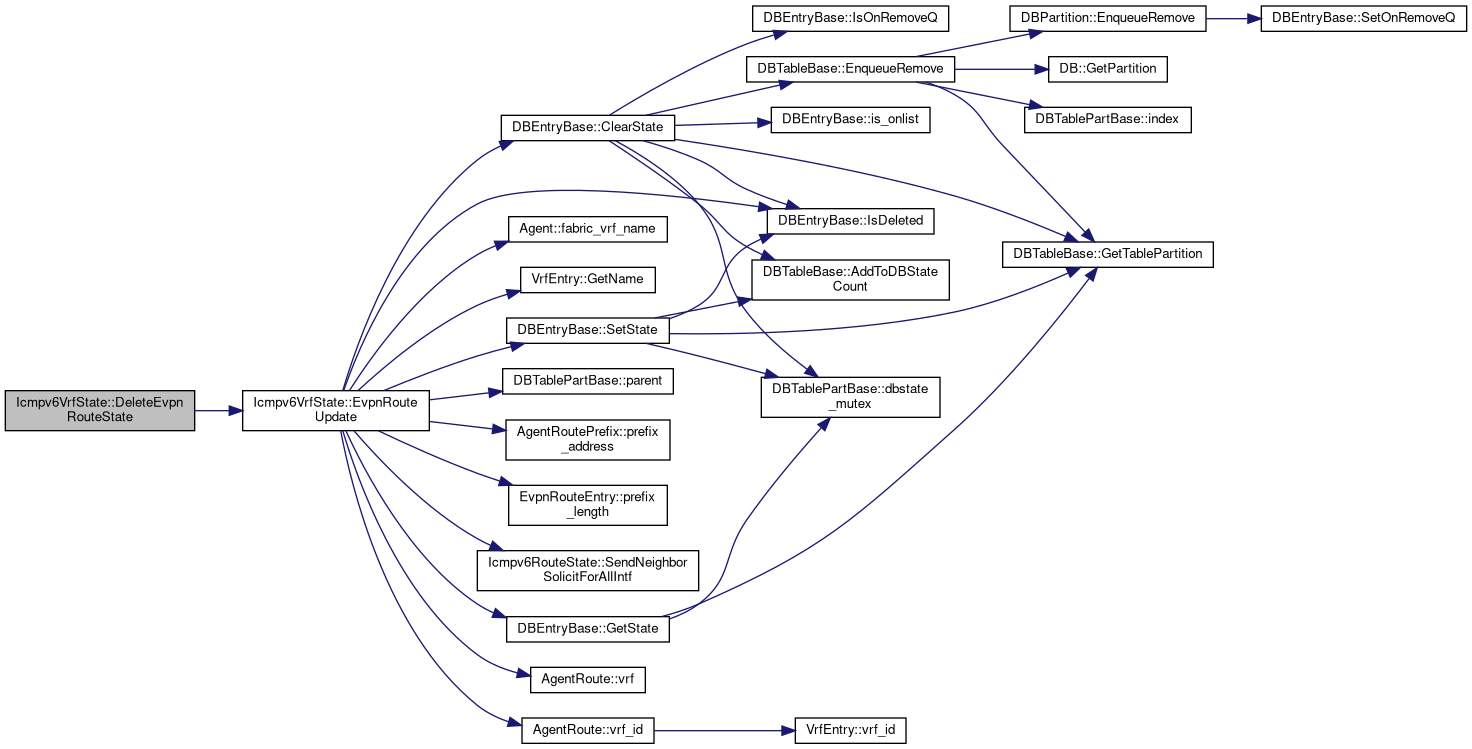 Icmpv6VrfState::DeleteEvpn
RouteState
Icmpv6VrfState::EvpnRoute
Update
DBEntryBase::ClearState
Agent::fabric_vrf_name
VrfEntry::GetName
DBEntryBase::SetState
DBTablePartBase::parent
AgentRoutePrefix::prefix
_address
EvpnRouteEntry::prefix
_length
Icmpv6RouteState::SendNeighbor
SolicitForAllIntf
DBEntryBase::GetState
AgentRoute::vrf
AgentRoute::vrf_id
DBEntryBase::IsOnRemoveQ
DBTableBase::EnqueueRemove
DBEntryBase::is_onlist
DBEntryBase::IsDeleted
DBTableBase::AddToDBState
Count
DBTablePartBase::dbstate
_mutex
VrfEntry::vrf_id
DBPartition::EnqueueRemove
DB::GetPartition
DBTablePartBase::index
DBTableBase::GetTablePartition
DBEntryBase::SetOnRemoveQ